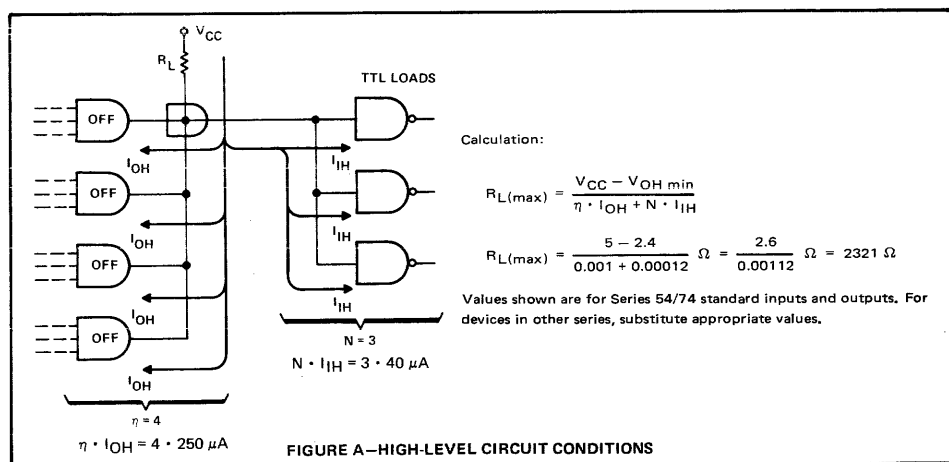 V_CC
R_L
TTL LOADS
OFF
I_OH
I_IH
OFF
I_OH
I_IH
OFF
I_OH
I_IH
OFF
I_OH
N = 3
N · I_IH = 3 · 40 μA
η = 4
η · I_OH = 4 · 250 μA
Calculation:
R_L(max) = (V_CC − V_OH min) / (η · I_OH + N · I_IH)
R_L(max) = (5 − 2.4) / (0.001 + 0.00012) Ω = 2.6 / 0.00112 Ω = 2321 Ω
Values shown are for Series 54/74 standard inputs and outputs. For
devices in other series, substitute appropriate values.
FIGURE A–HIGH-LEVEL CIRCUIT CONDITIONS